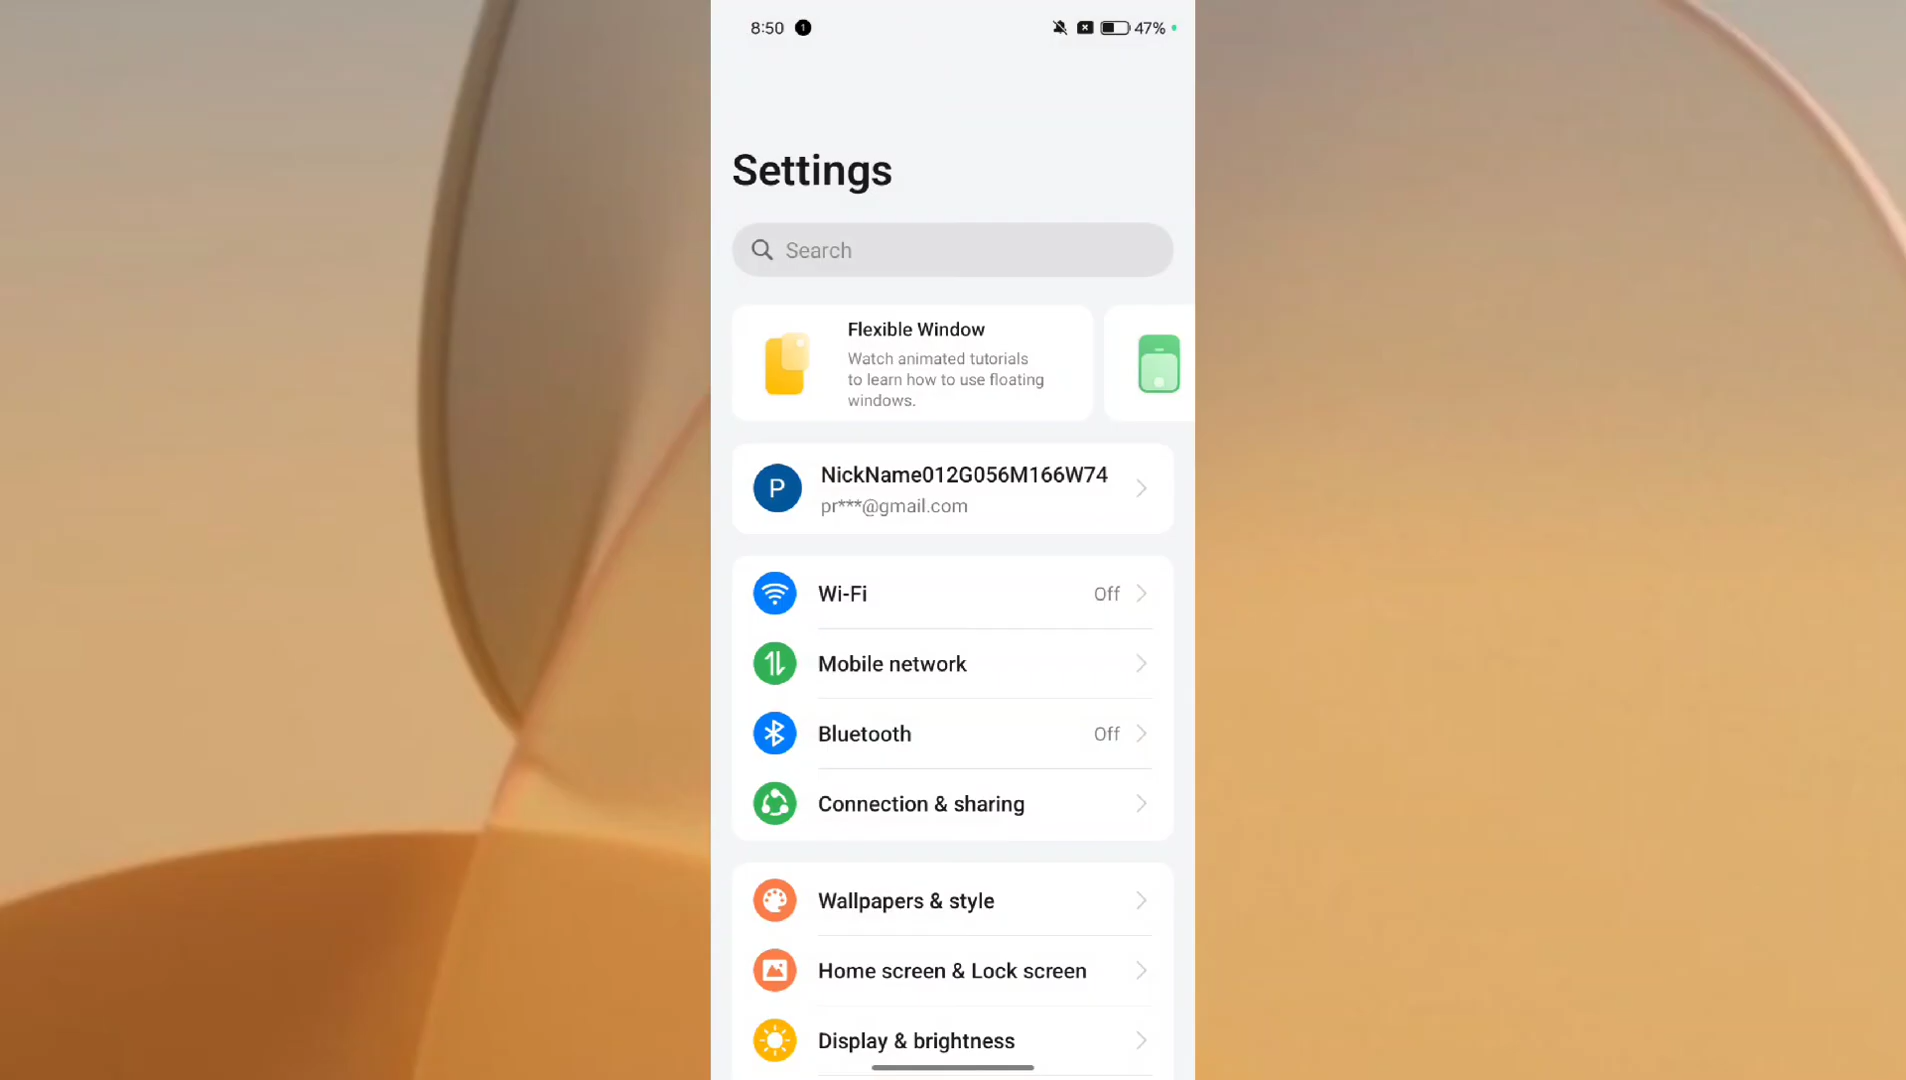 8:50 1 47%
Settings
Search
Flexible Window
Watch animated tutorials
to learn how to use floating
windows.
P
NickName012G056M166W74
pr***@gmail.com
Wi-Fi Off
Mobile network
Bluetooth Off
Connection & sharing
Wallpapers & style
Home screen & Lock screen
Display & brightness